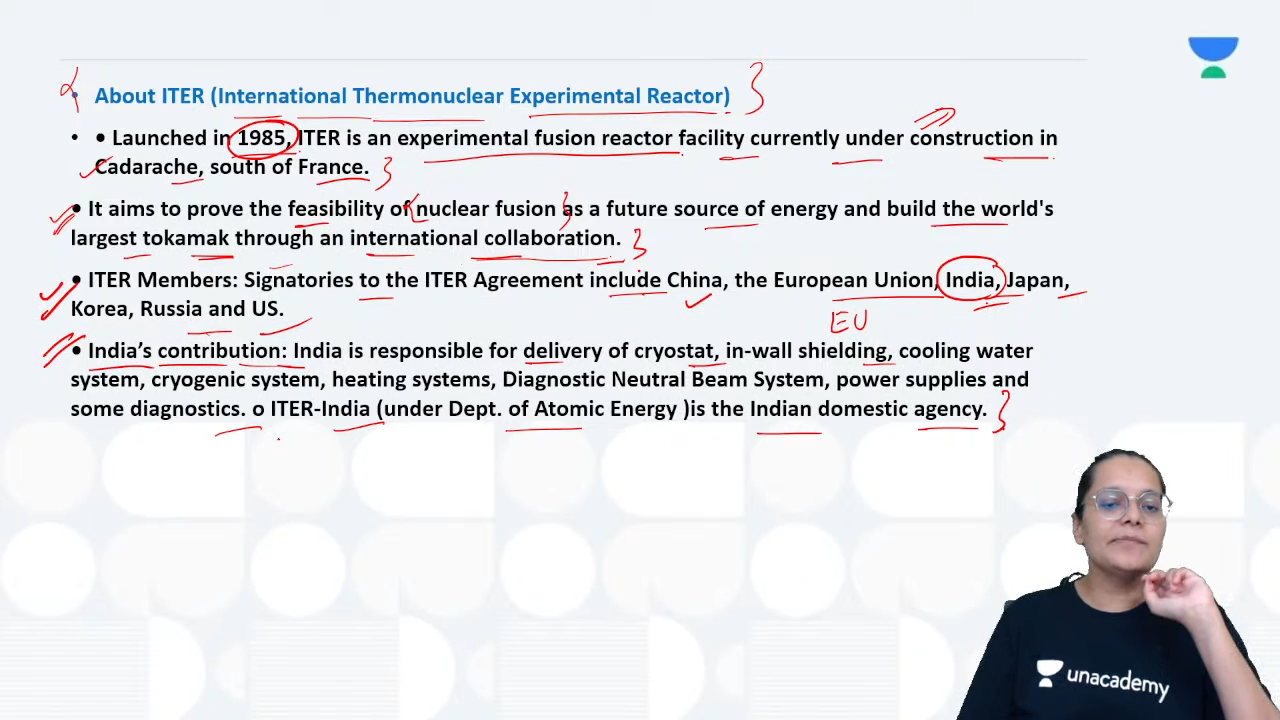 • About ITER (International Thermonuclear Experimental Reactor)
• • Launched in 1985, ITER is an experimental fusion reactor facility currently under construction in
Cadarache, south of France.
• It aims to prove the feasibility of nuclear fusion as a future source of energy and build the world's
largest tokamak through an international collaboration.
• ITER Members: Signatories to the ITER Agreement include China, the European Union, India, Japan,
Korea, Russia and US.
EU
• India's contribution: India is responsible for delivery of cryostat, in-wall shielding, cooling water
system, cryogenic system, heating systems, Diagnostic Neutral Beam System, power supplies and
some diagnostics. o ITER-India (under Dept. of Atomic Energy )is the Indian domestic agency.
unacademy